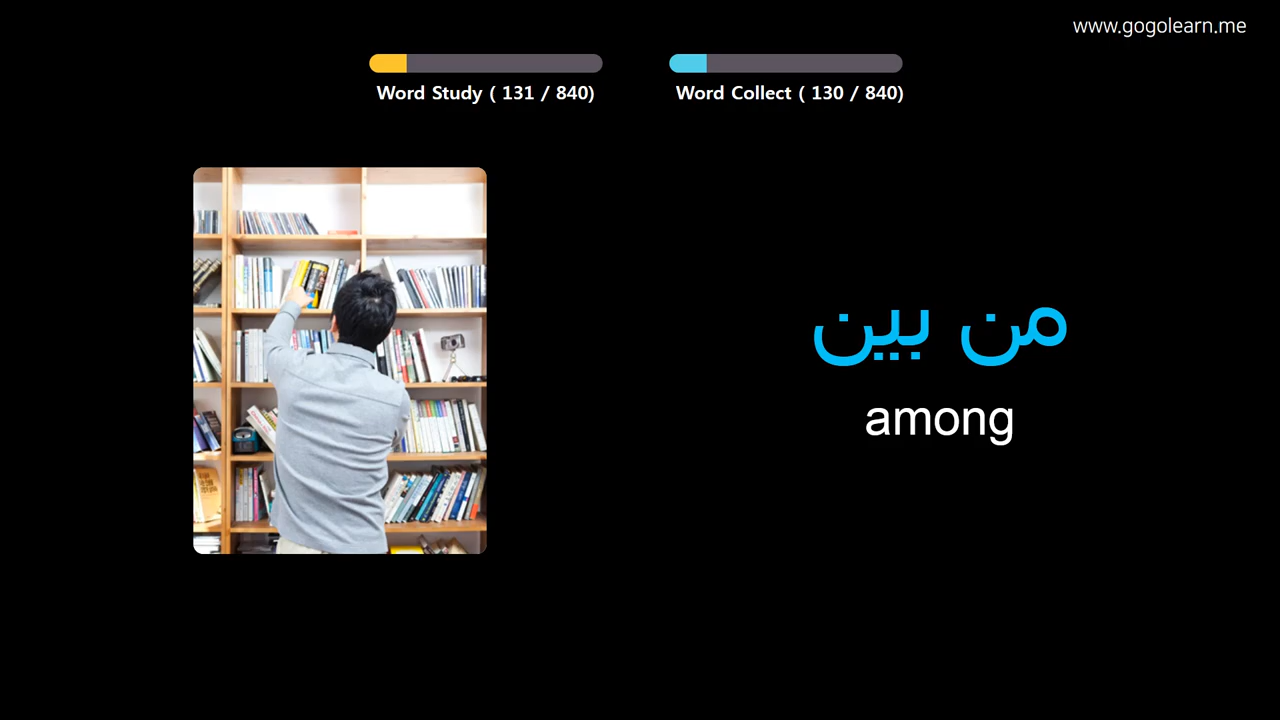 www.gogolearn.me
Word Study ( 131 / 840)
Word Collect ( 130 / 840)
من بين
among